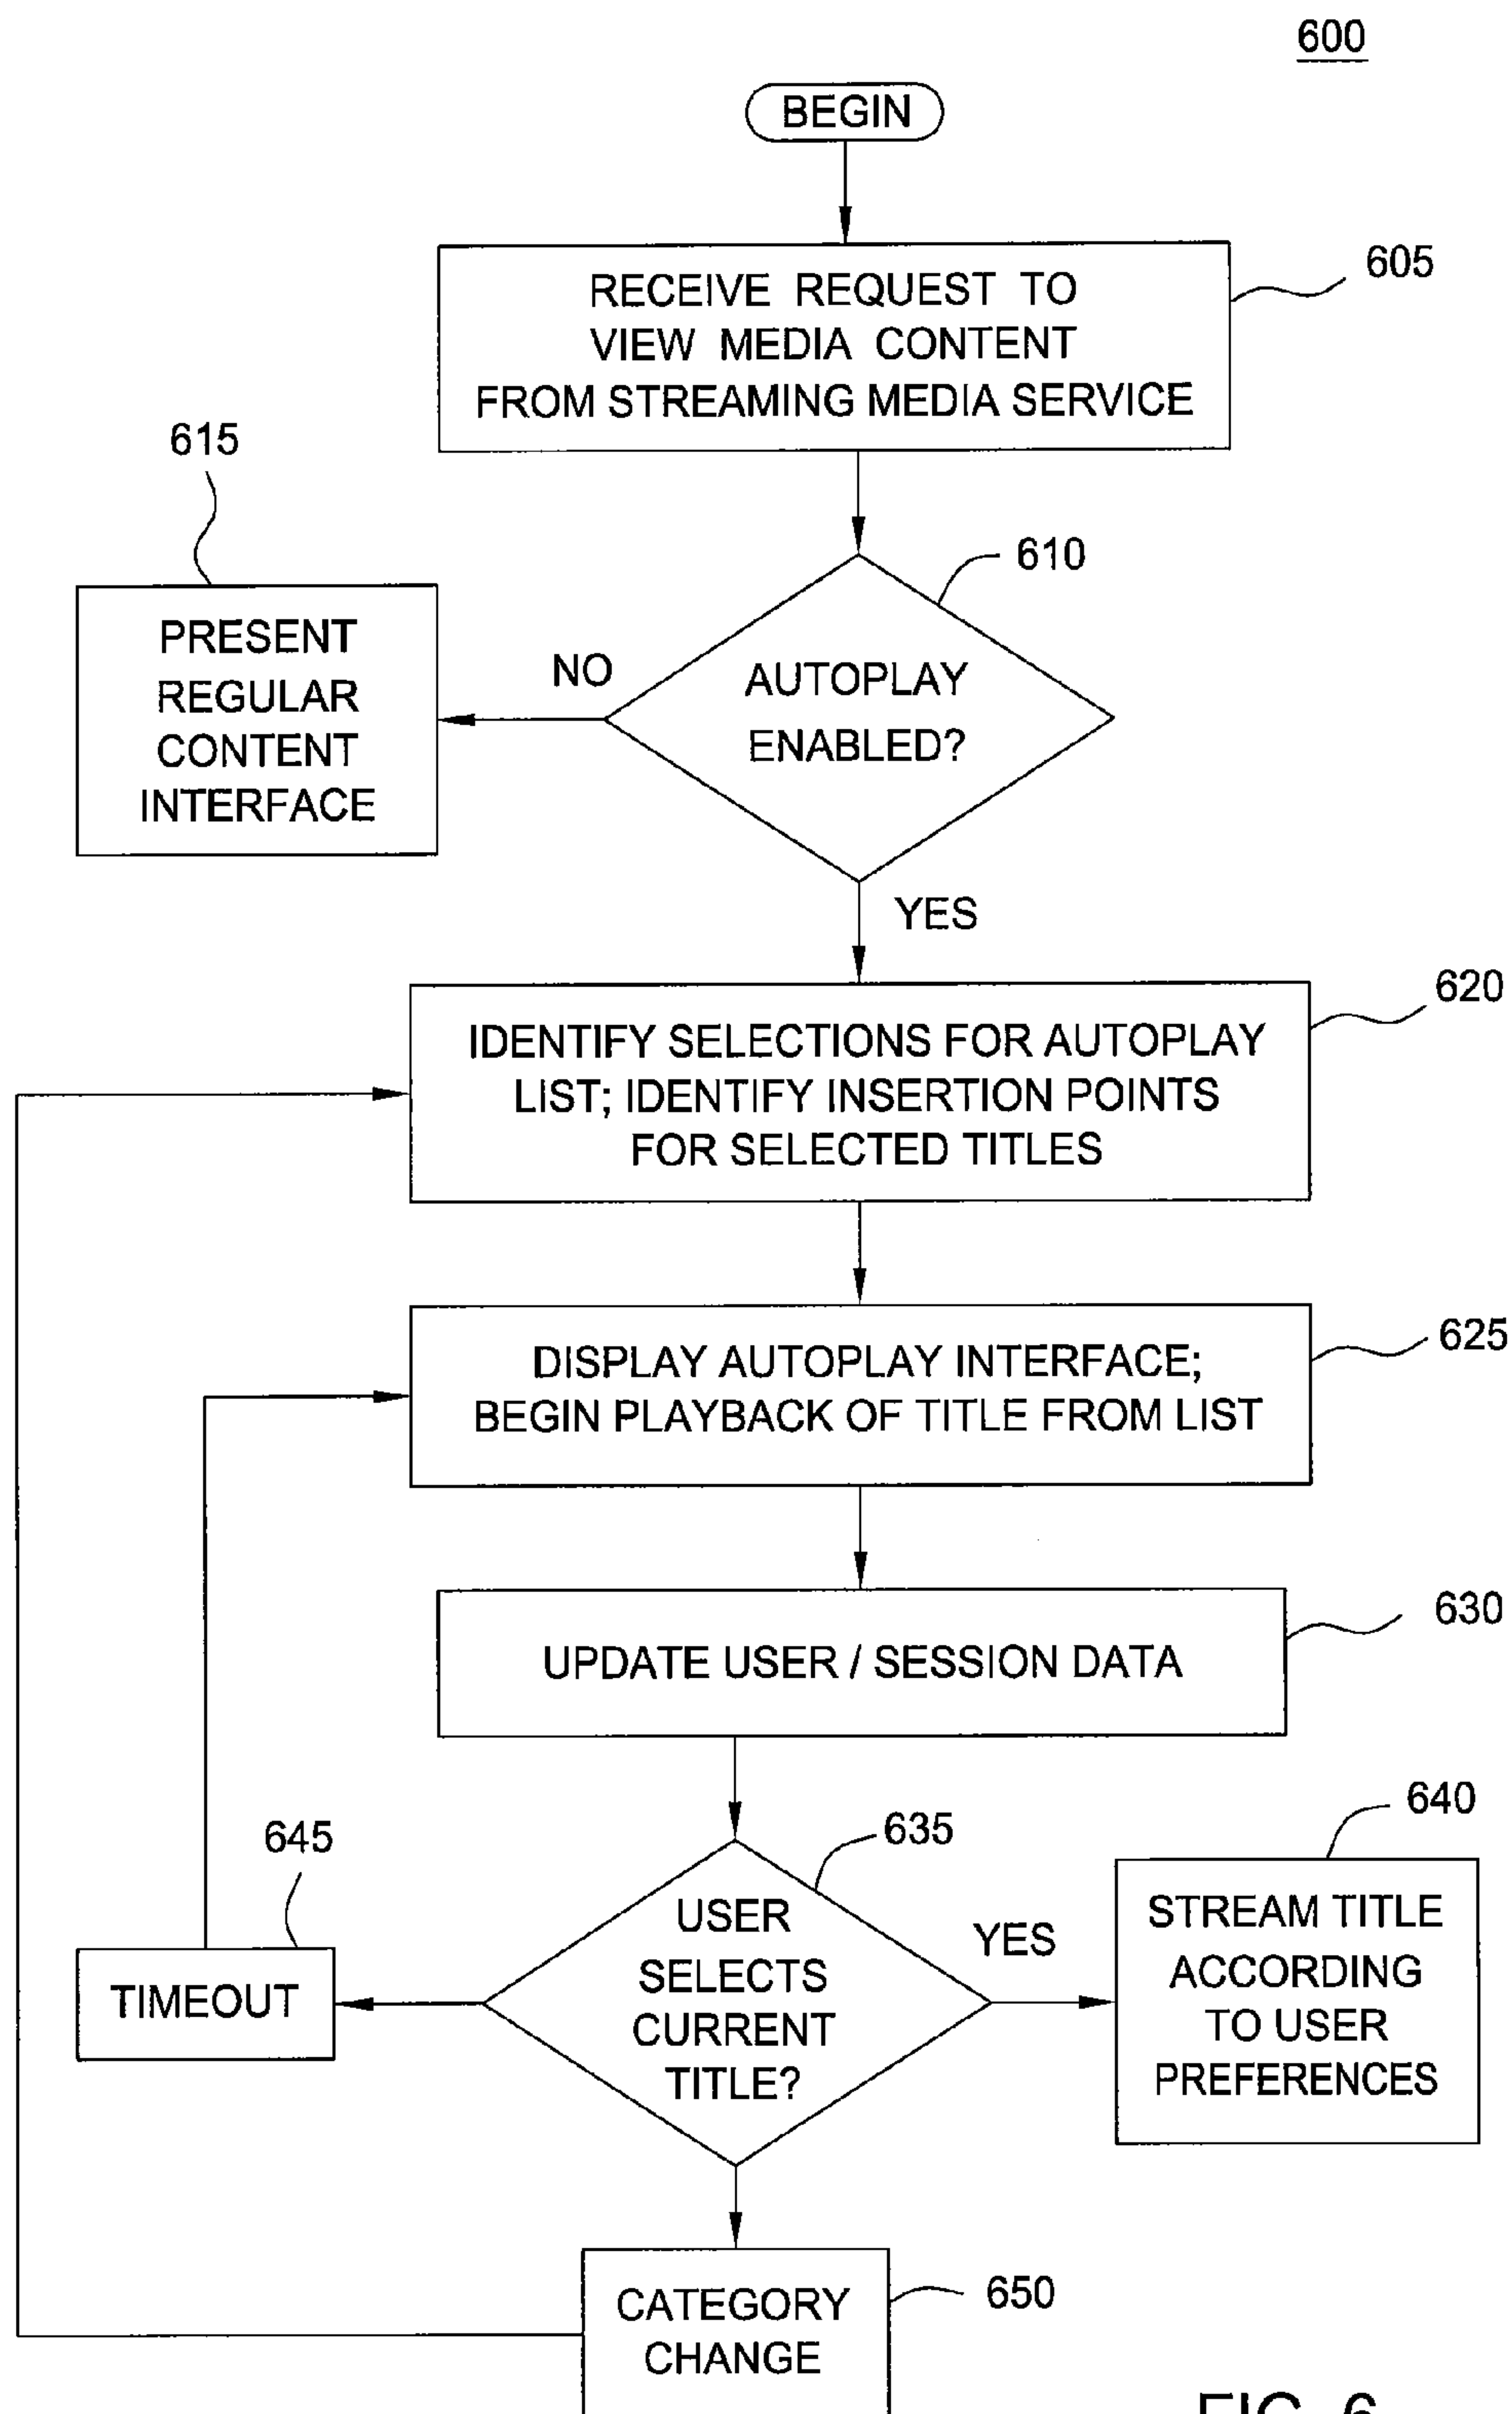 600
BEGIN
RECEIVE REQUEST TO
VIEW MEDIA CONTENT
FROM STREAMING MEDIA SERVICE
605
615
610
PRESENT
REGULAR
CONTENT
INTERFACE
NO
AUTOPLAY
ENABLED?
YES
620
IDENTIFY SELECTIONS FOR AUTOPLAY
LIST; IDENTIFY INSERTION POINTS
FOR SELECTED TITLES
625
DISPLAY AUTOPLAY INTERFACE;
BEGIN PLAYBACK OF TITLE FROM LIST
630
UPDATE USER / SESSION DATA
640
635
645
USER
SELECTS
CURRENT
TITLE?
YES
STREAM TITLE
ACCORDING
TO USER
PREFERENCES
TIMEOUT
650
CATEGORY
CHANGE
FIG. 6